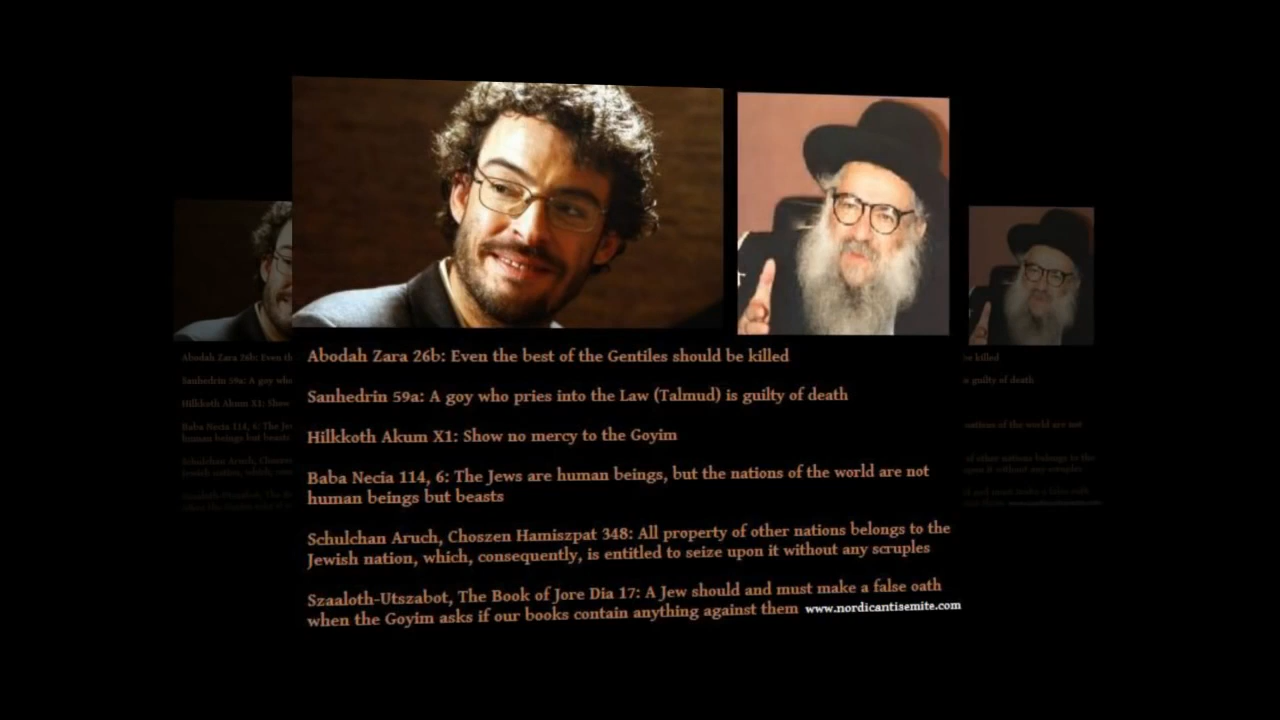 Abodah Zara 26b: Even the best of the Gentiles should be killed
Sanhedrin 59a: A goy who pries into the Law (Talmud) is guilty of death
Hilkkoth Akum X1: Show no mercy to the Goyim
Baba Necia 114, 6: The Jews are human beings, but the nations of the world are not
human beings but beasts
Schulchan Aruch, Choszen Hamiszpat 348: All property of other nations belongs to the
Jewish nation, which, consequently, is entitled to seize upon it without any scruples
Szaaloth-Utszabot, The Book of Jore Dia 17: A Jew should and must make a false oath
when the Goyim asks if our books contain anything against them www.nordicantisemite.com